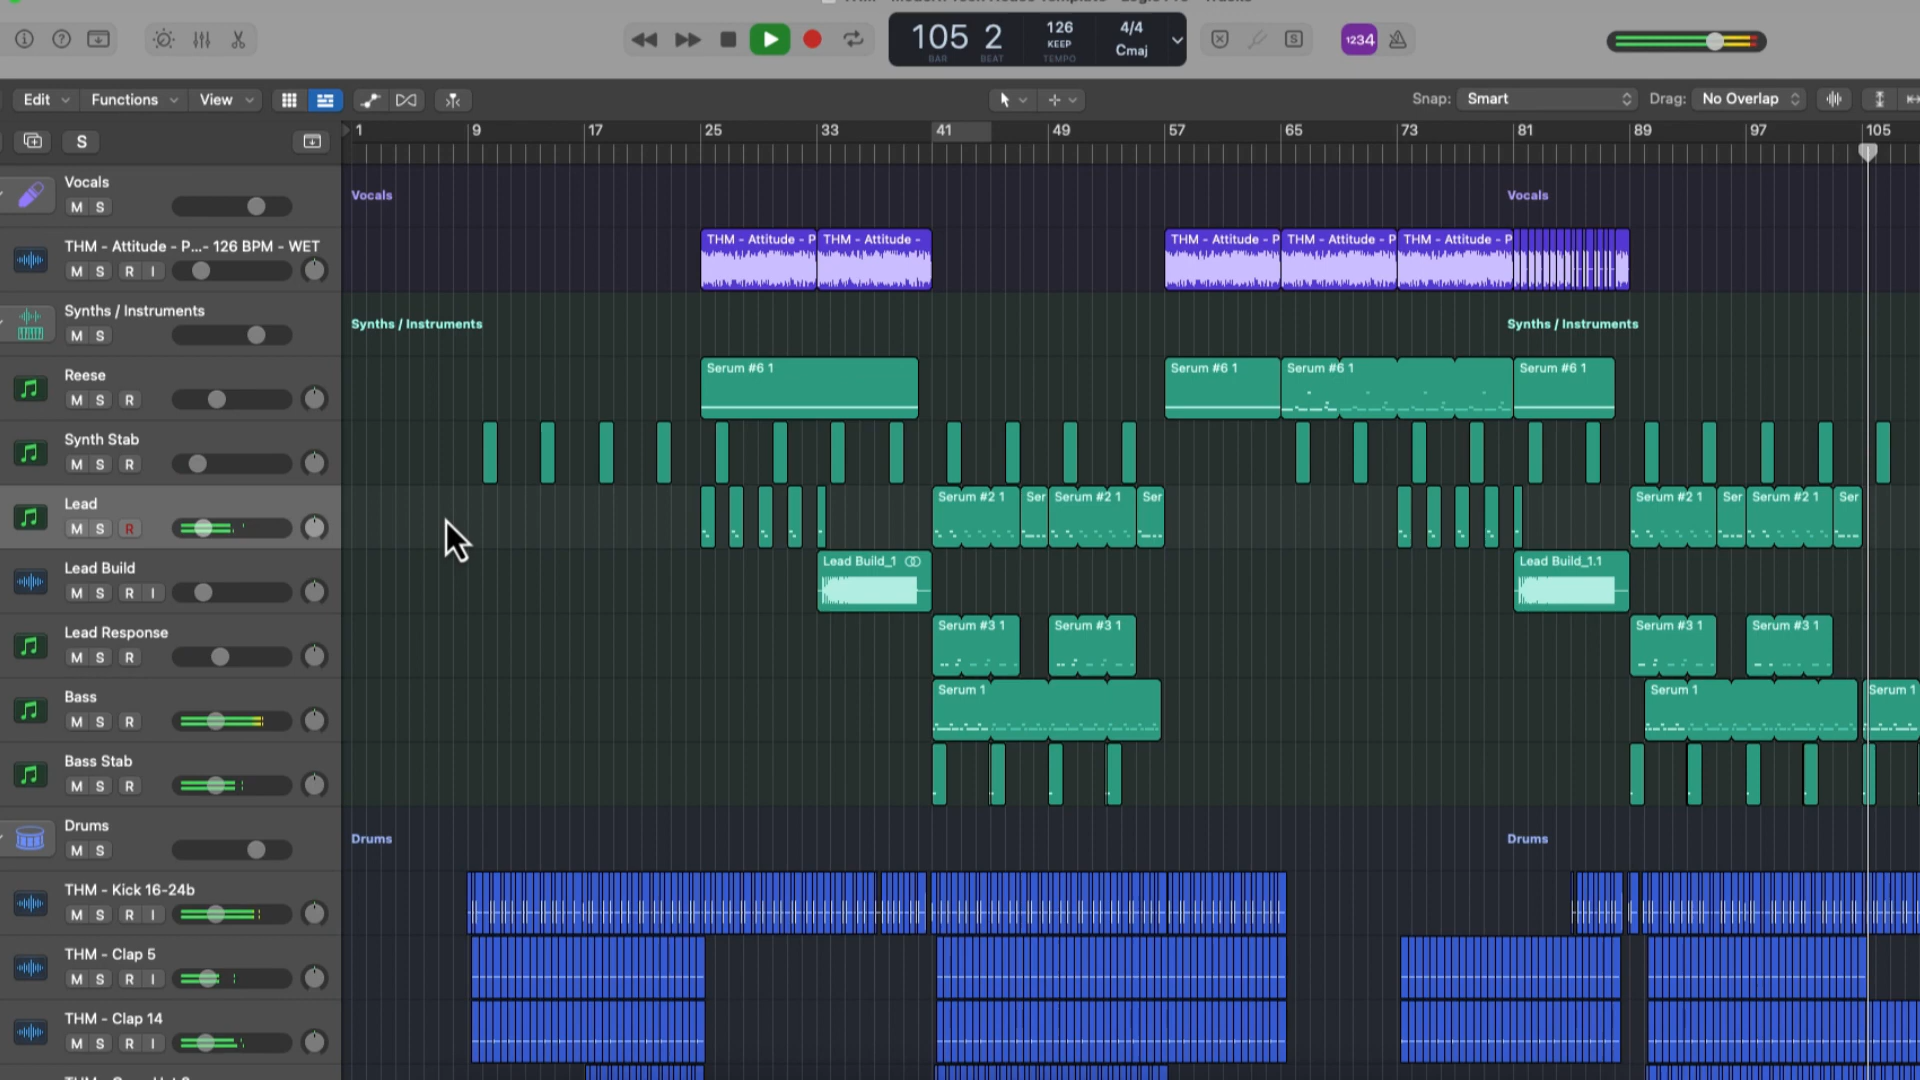 105 2
BAR BEAT
126
KEEP
TEMPO
4/4
Cmaj
1234
Edit Functions View
Snap: Smart
Drag: No Overlap
S
1 9 17 25 33 41 49 57 65 73 81 89 97 105
Vocals
M S
Vocals Vocals
THM - Attitude - P...- 126 BPM - WET
M S R I
THM - Attitude - P THM - Attitude - THM - Attitude - P THM - Attitude - P THM - Attitude - P
Synths / Instruments
M S
Synths / Instruments Synths / Instruments
Reese
M S R
Serum #6 1 Serum #6 1 Serum #6 1 Serum #6 1
Synth Stab
M S R
Lead
M S R
Serum #2 1 Ser Serum #2 1 Ser Serum #2 1 Ser Serum #2 1 Ser
Lead Build
M S R I
Lead Build_1 Lead Build_1.1
Lead Response
M S R
Serum #3 1 Serum #3 1 Serum #3 1 Serum #3 1
Bass
M S R
Serum 1 Serum 1 Serum 1
Bass Stab
M S R
Drums
M S
Drums Drums
THM - Kick 16-24b
M S R I
THM - Clap 5
M S R I
THM - Clap 14
M S R I